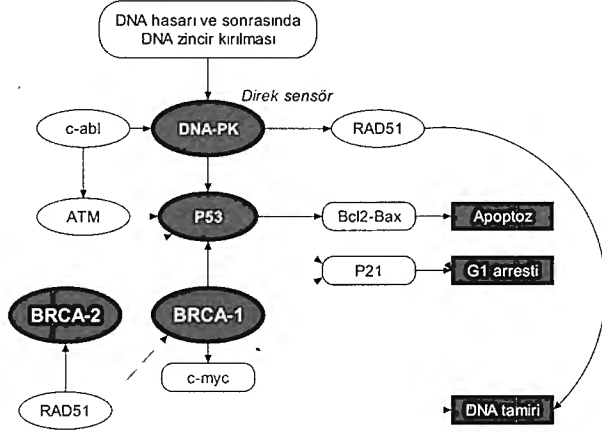 DNA hasarı ve sonrasında
DNA zincir kırılması
Direk sensör
c-abl
DNA-PK
RAD51
ATM
P53
Bcl2-Bax
Apoptoz
P21
G1 arresti
BRCA-2
BRCA-1
c-myc
RAD51
DNA tamiri